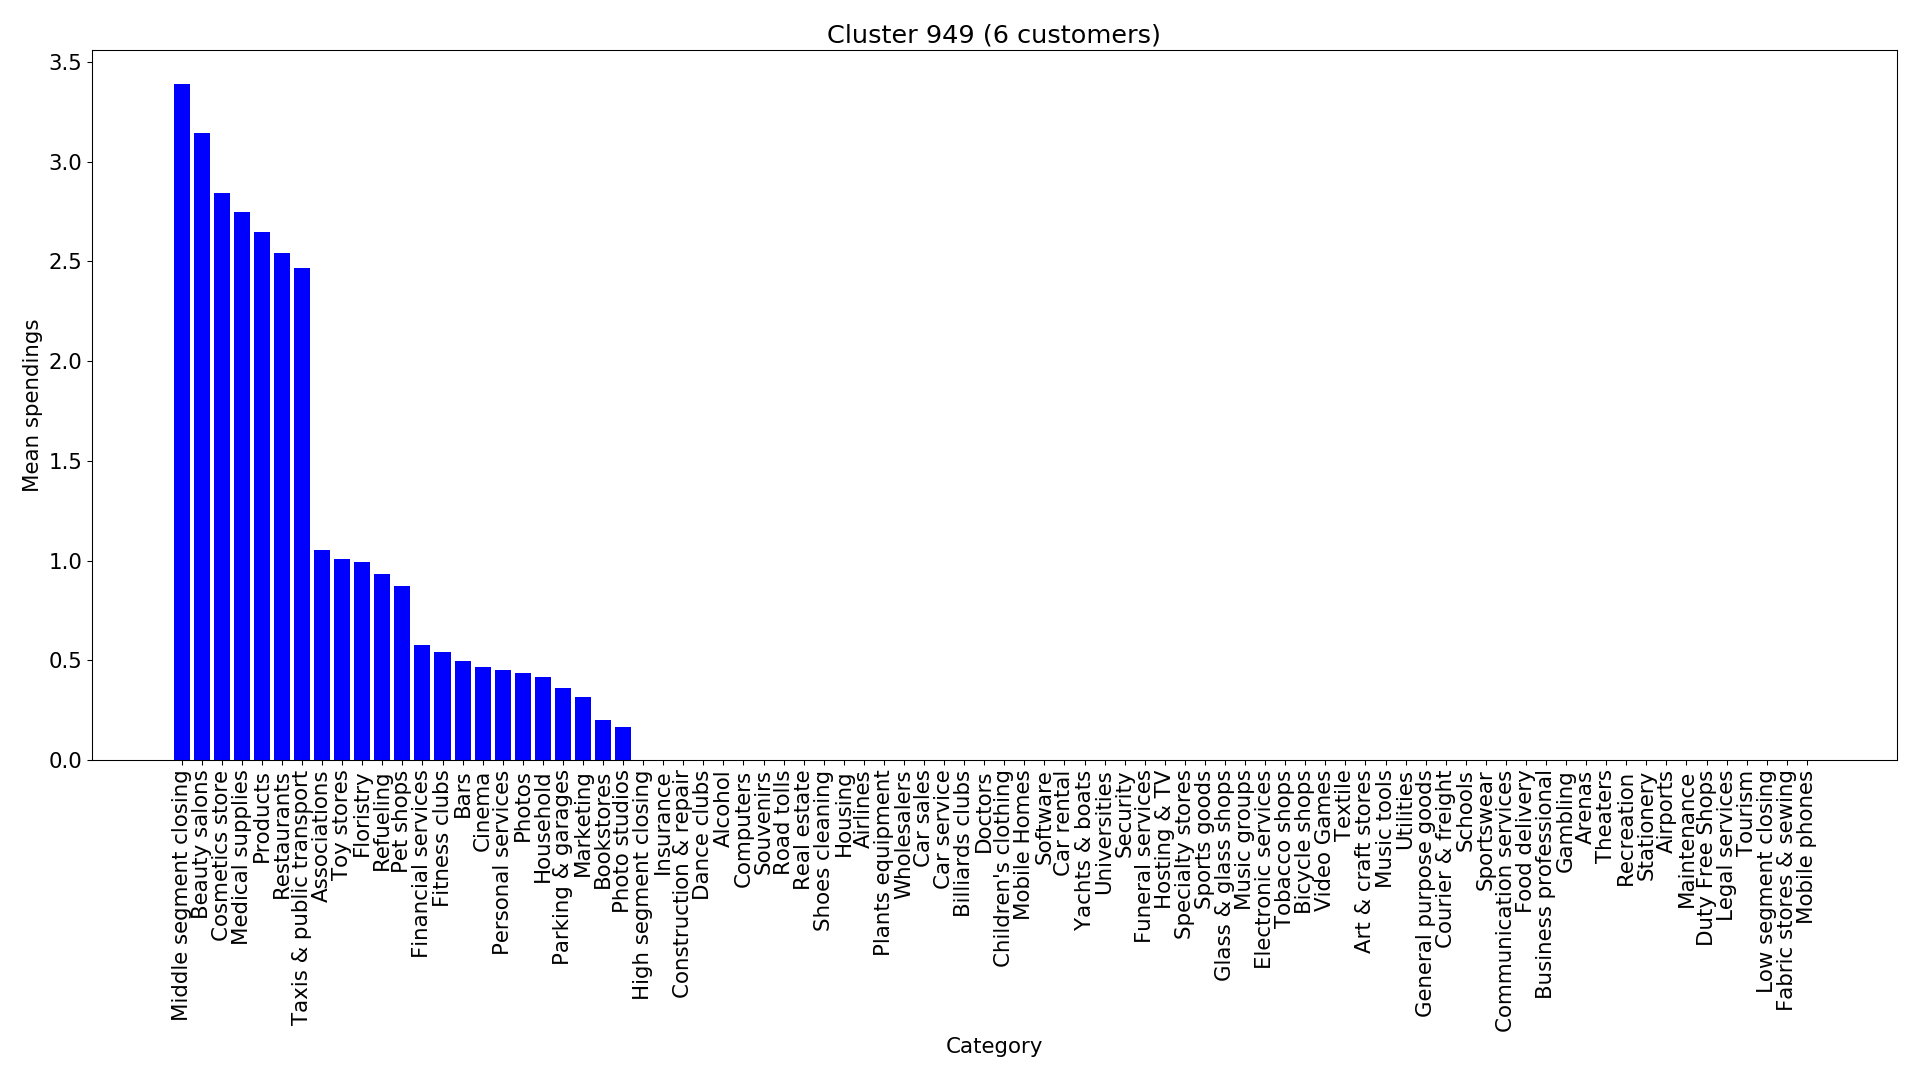 Cluster 949 (6 customers)
3.5
3.0
2.5
2.0
1.5
1.0
0.5
0.0
Mean spendings
Middle segment closing
Beauty salons
Cosmetics store
Medical supplies
Products
Restaurants
Taxis & public transport
Associations
Toy stores
Floristry
Refueling
Pet shops
Financial services
Fitness clubs
Bars
Cinema
Personal services
Photos
Household
Parking & garages
Marketing
Bookstores
Photo studios
High segment closing
Insurance
Construction & repair
Dance clubs
Alcohol
Computers
Souvenirs
Road tolls
Real estate
Shoes cleaning
Housing
Airlines
Plants equipment
Wholesalers
Car sales
Car service
Billiards clubs
Doctors
Children's clothing
Mobile Homes
Software
Car rental
Yachts & boats
Universities
Security
Funeral services
Hosting & TV
Specialty stores
Sports goods
Glass & glass shops
Music groups
Electronic services
Tobacco shops
Bicycle shops
Video Games
Textile
Art & craft stores
Music tools
Utilities
General purpose goods
Courier & freight
Schools
Sportswear
Communication services
Food delivery
Business professional
Gambling
Arenas
Theaters
Recreation
Stationery
Airports
Maintenance
Duty Free Shops
Legal services
Tourism
Low segment closing
Fabric stores & sewing
Mobile phones
Category